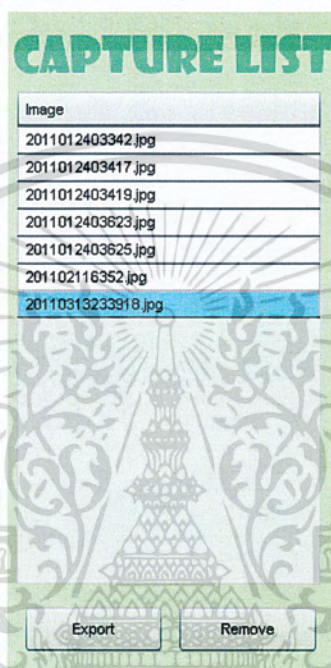 CAPTURE LIST
Image
2011012403342.jpg
2011012403417.jpg
2011012403419.jpg
2011012403623.jpg
2011012403625.jpg
201102116352.jpg
20110313233918.jpg
Export
Remove